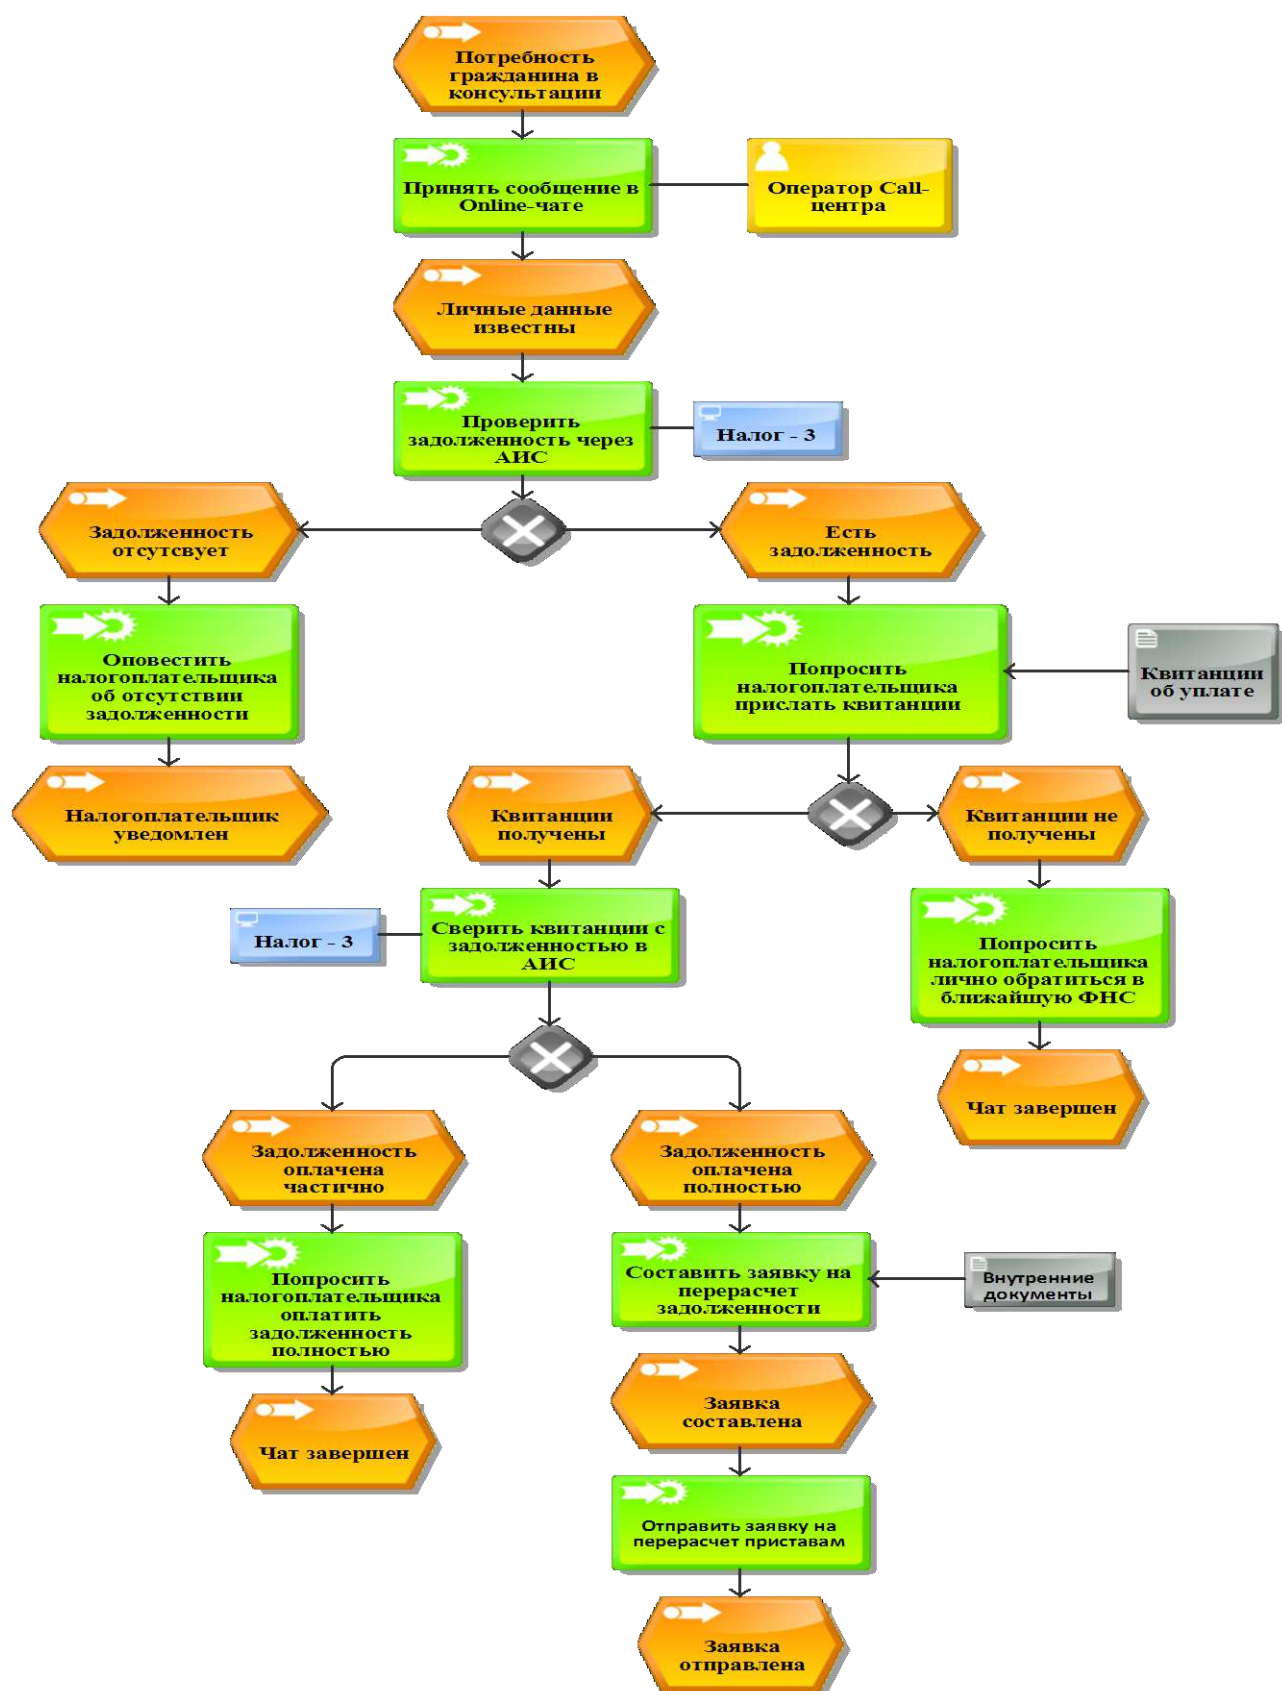 Потребность
гражданина в
консультации
Принять сообщение в
Online-чате
Оператор Call-
центра
Личные данные
известны
Проверить
задолженность через
АИС
Налог - 3
Задолженность
отсутсвует
Есть
задолженность
Оповестить
налогоплательщика
об отсутствии
задолженности
Попросить
налогоплательщика
прислать квитанции
Квитанции
об уплате
Налогоплательщик
уведомлен
Квитанции
получены
Квитанции не
получены
Налог - 3
Сверить квитанции с
задолженностью в
АИС
Попросить
налогоплательщика
лично обратиться в
ближайшую ФНС
Чат завершен
Задолженность
оплачена
частично
Задолженность
оплачена
полностью
Попросить
налогоплательщика
оплатить
задолженность
полностью
Составить заявку на
перерасчет
задолженности
Внутренние
документы
Чат завершен
Заявка
составлена
Отправить заявку на
перерасчет приставам
Заявка
отправлена